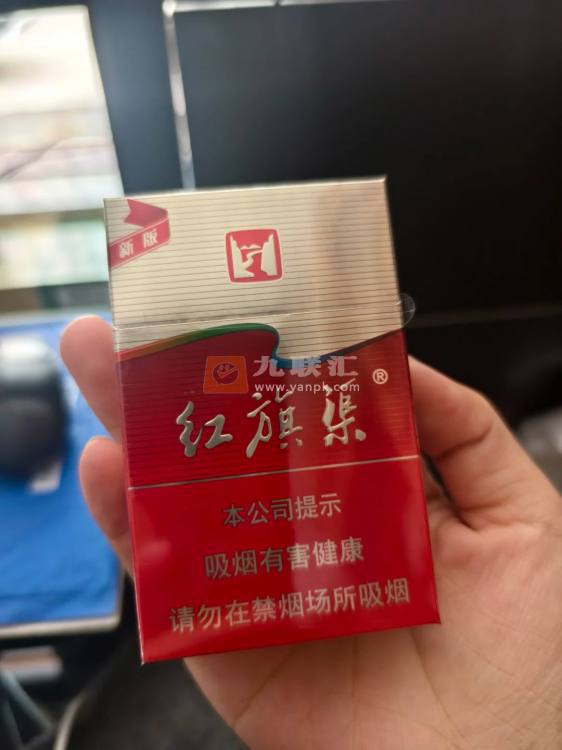 新版
九联汇
www.yanpk.com
红旗渠®
本公司提示
吸烟有害健康
请勿在禁烟场所吸烟